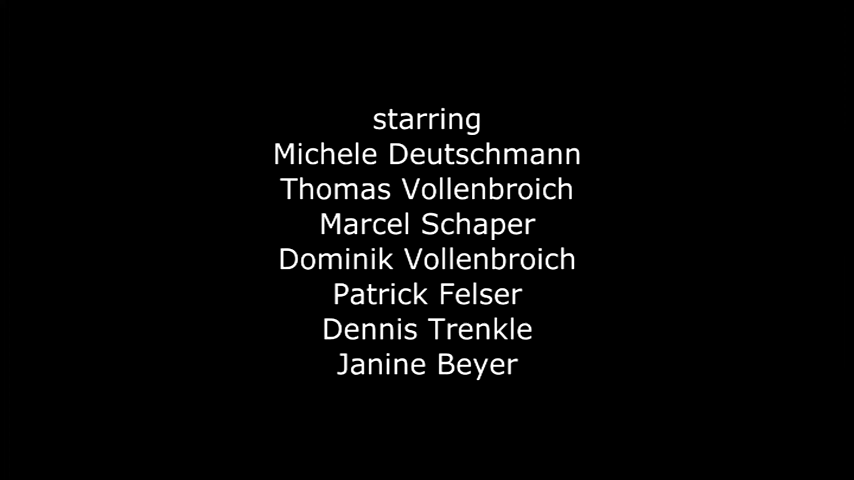 starring
Michele Deutschmann
Thomas Vollenbroich
Marcel Schaper
Dominik Vollenbroich
Patrick Felser
Dennis Trenkle
Janine Beyer